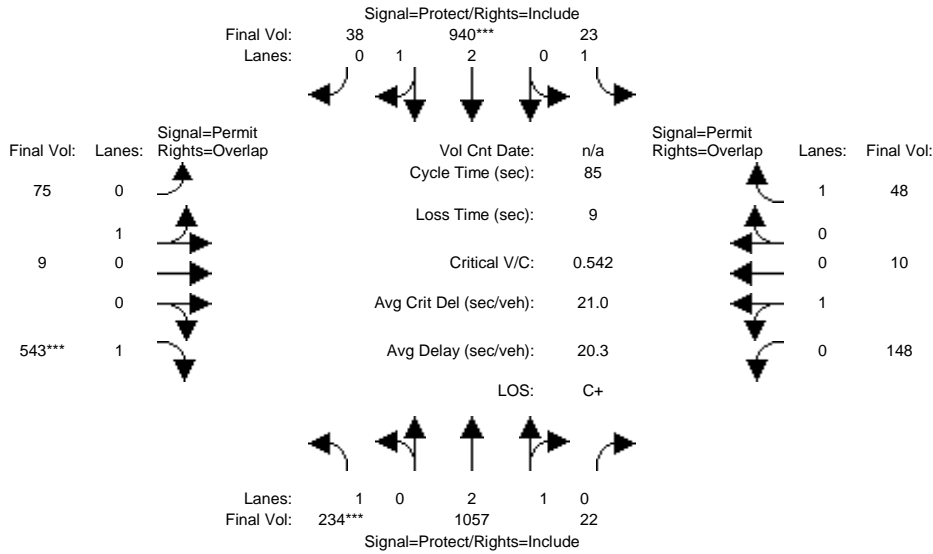 Signal=Protect/Rights=Include
Final Vol: 38 940*** 23
Lanes: 0 1 2 0 1
Signal=Permit Signal=Permit
Final Vol: Lanes: Rights=Overlap Vol Cnt Date: n/a Rights=Overlap Lanes: Final Vol:
Cycle Time (sec): 85
75 0 1 48
Loss Time (sec): 9
1 0
9 0 Critical V/C: 0.542 0 10
0 Avg Crit Del (sec/veh): 21.0 1
543*** 1 Avg Delay (sec/veh): 20.3 0 148
LOS: C+
Lanes: 1 0 2 1 0
Final Vol: 234*** 1057 22
Signal=Protect/Rights=Include